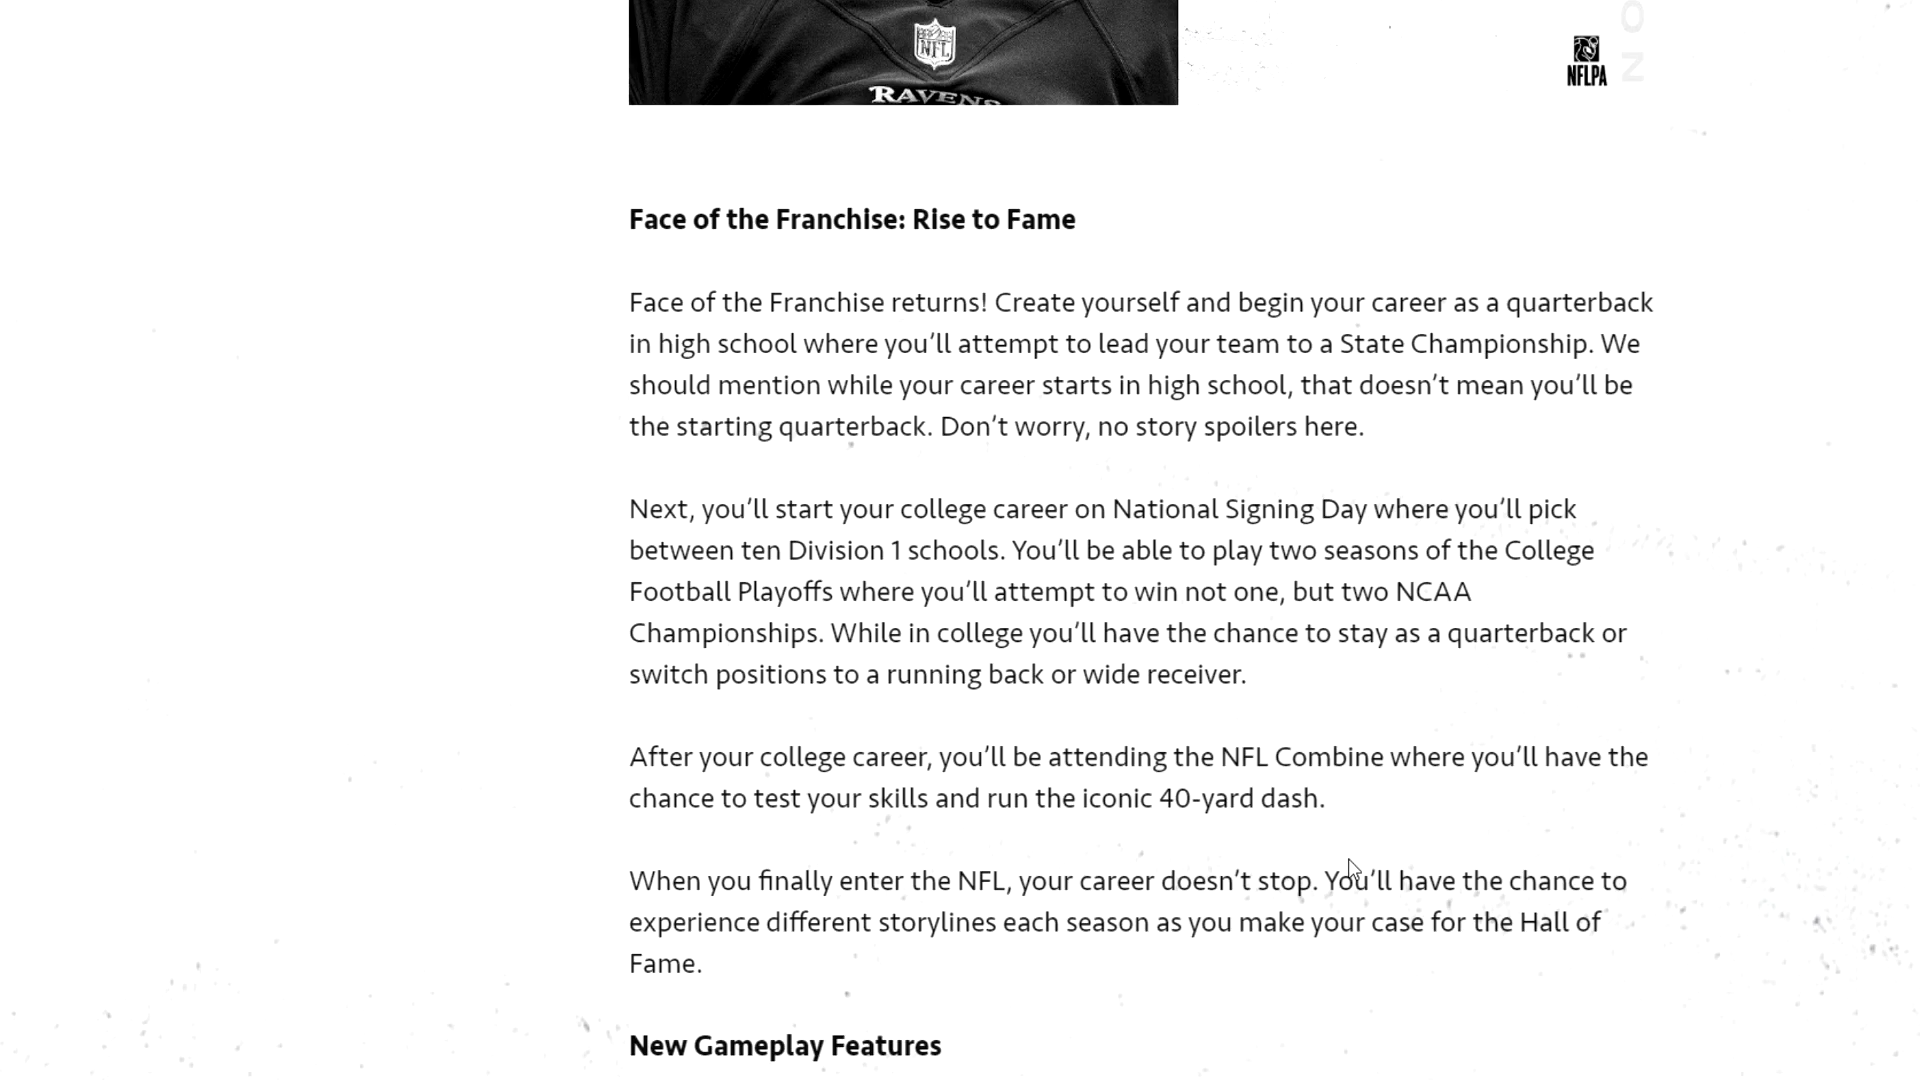 NFL
RAVENS
NFLPA
ON
Face of the Franchise: Rise to Fame
Face of the Franchise returns! Create yourself and begin your career as a quarterback
in high school where you’ll attempt to lead your team to a State Championship. We
should mention while your career starts in high school, that doesn’t mean you’ll be
the starting quarterback. Don’t worry, no story spoilers here.
Next, you’ll start your college career on National Signing Day where you’ll pick
between ten Division 1 schools. You’ll be able to play two seasons of the College
Football Playoffs where you’ll attempt to win not one, but two NCAA
Championships. While in college you’ll have the chance to stay as a quarterback or
switch positions to a running back or wide receiver.
After your college career, you’ll be attending the NFL Combine where you’ll have the
chance to test your skills and run the iconic 40-yard dash.
When you finally enter the NFL, your career doesn’t stop. You’ll have the chance to
experience different storylines each season as you make your case for the Hall of
Fame.
New Gameplay Features